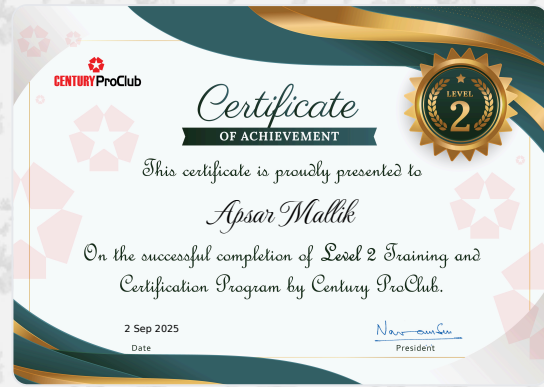 CENTURY ProClub
Certificate
OF ACHIEVEMENT
LEVEL
2
This certificate is proudly presented to
Apsar Mallik
On the successful completion of Level 2 Training and
Certification Program by Century ProClub.
2 Sep 2025
Date
President